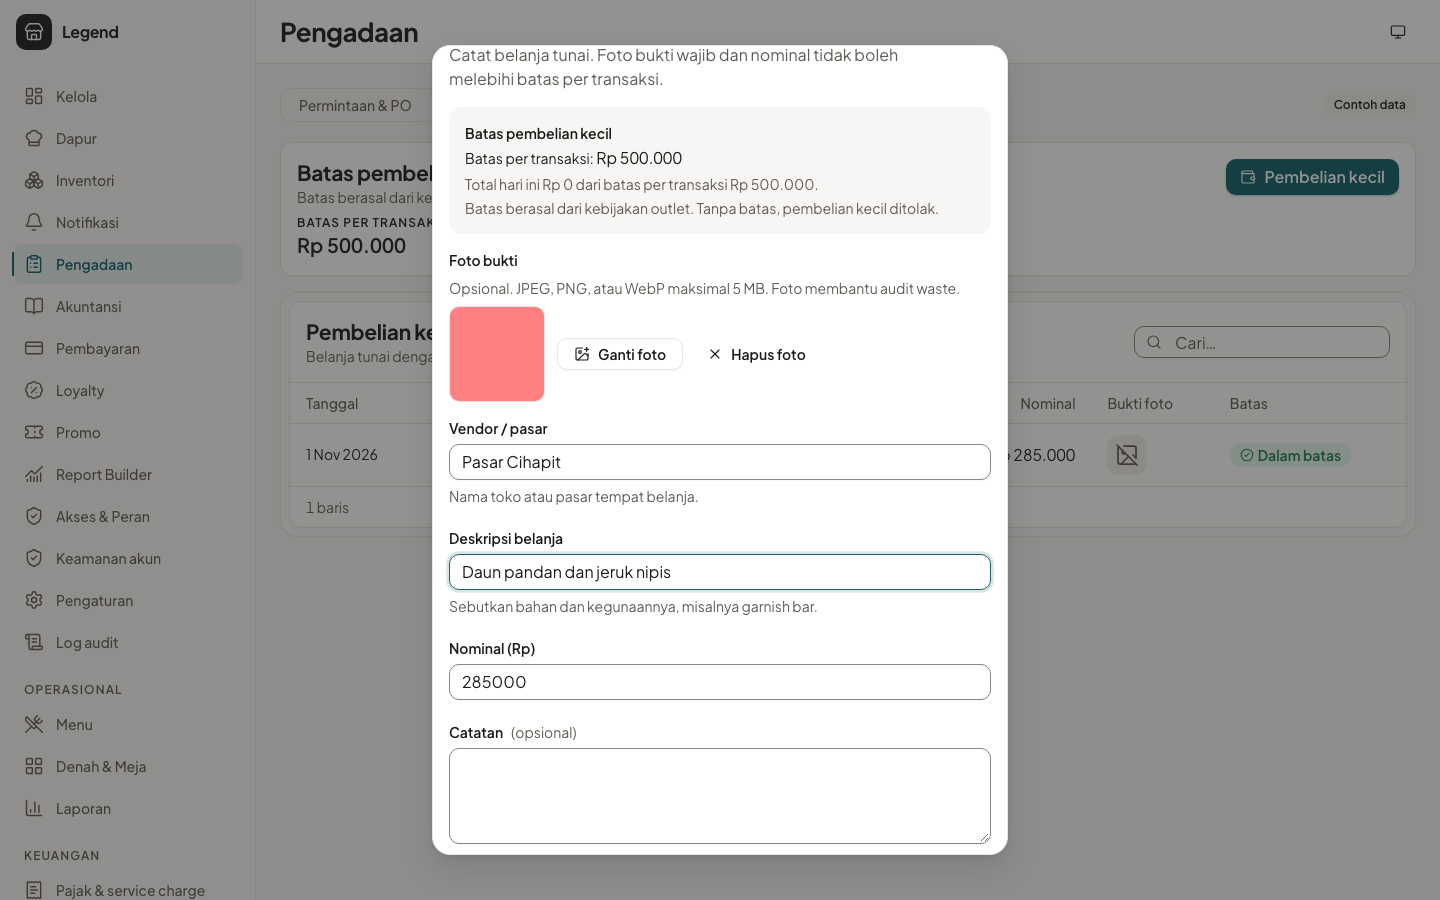 Legend
Pengadaan
Kelola
Dapur
Inventori
Notifikasi
Pengadaan
Akuntansi
Pembayaran
Loyalty
Promo
Report Builder
Akses & Peran
Keamanan akun
Pengaturan
Log audit
OPERASIONAL
Menu
Denah & Meja
Laporan
KEUANGAN
Pajak & service charge
Permintaan & PO
Contoh data
Batas pembel
Batas berasal dari ke
BATAS PER TRANSAK
Rp 500.000
Pembelian kecil
Pembelian ke
Belanja tunai denga
Cari...
Tanggal
Nominal
Bukti foto
Batas
1 Nov 2026
285.000
Dalam batas
1 baris
Catat belanja tunai. Foto bukti wajib dan nominal tidak boleh
melebihi batas per transaksi.
Batas pembelian kecil
Batas per transaksi: Rp 500.000
Total hari ini Rp 0 dari batas per transaksi Rp 500.000.
Batas berasal dari kebijakan outlet. Tanpa batas, pembelian kecil ditolak.
Foto bukti
Opsional. JPEG, PNG, atau WebP maksimal 5 MB. Foto membantu audit waste.
Ganti foto
Hapus foto
Vendor / pasar
Pasar Cihapit
Nama toko atau pasar tempat belanja.
Deskripsi belanja
Daun pandan dan jeruk nipis
Sebutkan bahan dan kegunaannya, misalnya garnish bar.
Nominal (Rp)
285000
Catatan (opsional)